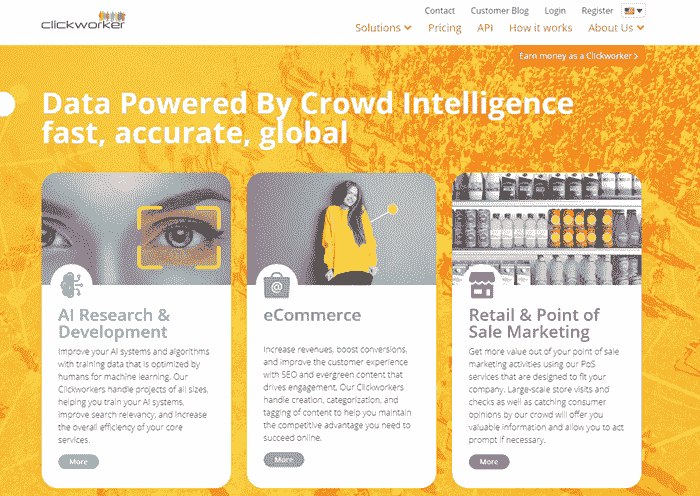 Contact Customer Blog Login Register
clickworker
Solutions Pricing API How it works About Us
Earn money as a Clickworker >
Data Powered By Crowd Intelligence
fast, accurate, global
AI Research &
Development
Improve your AI systems and algorithms
with training data that is optimized by
humans for machine learning. Our
Clickworkers handle projects of all sizes,
helping you train your AI systems,
improve search relevancy, and increase
the overall efficiency of your core
services.
More
eCommerce
Increase revenues, boost conversions,
and improve the customer experience
with SEO and evergreen content that
drives engagement. Our Clickworkers
handle creation, categorization, and
tagging of content to help you maintain
the competitive advantage you need to
succeed online.
More
Retail & Point of
Sale Marketing
Get more value out of your point of sale
marketing activities using our PoS
services that are designed to fit your
company. Large-scale store visits and
checks as well as catching consumer
opinions by our crowd will offer you
valuable information and allow you to act
prompt if necessary.
More